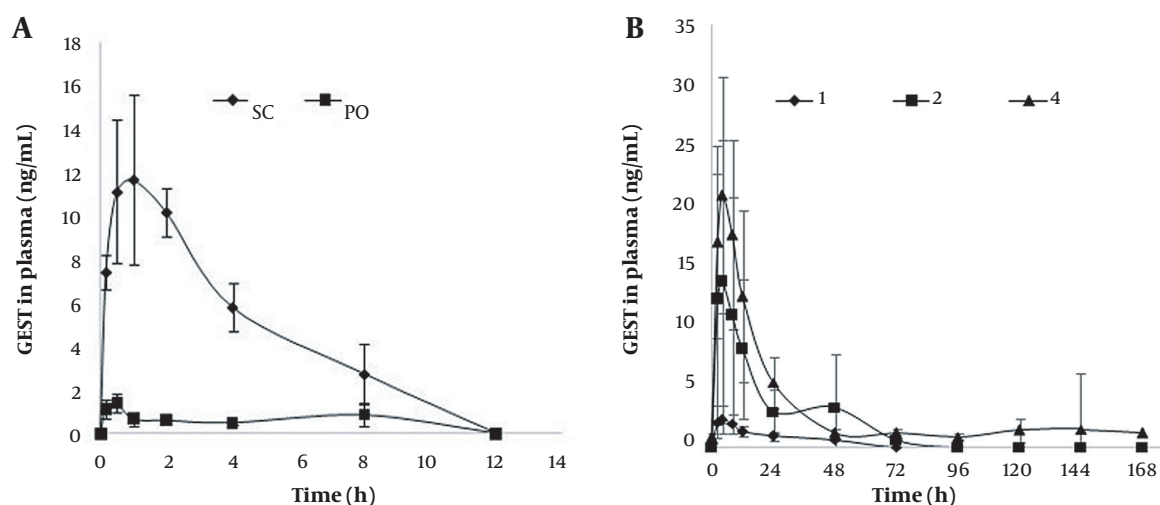 A
GEST in plasma (ng/mL)
18
16
14
12
10
8
6
4
2
0
SC PO
0 2 4 6 8 10 12 14
Time (h)
B
GEST in plasma (ng/mL)
35
30
25
20
15
10
5
0
1 2 4
0 24 48 72 96 120 144 168
Time (h)